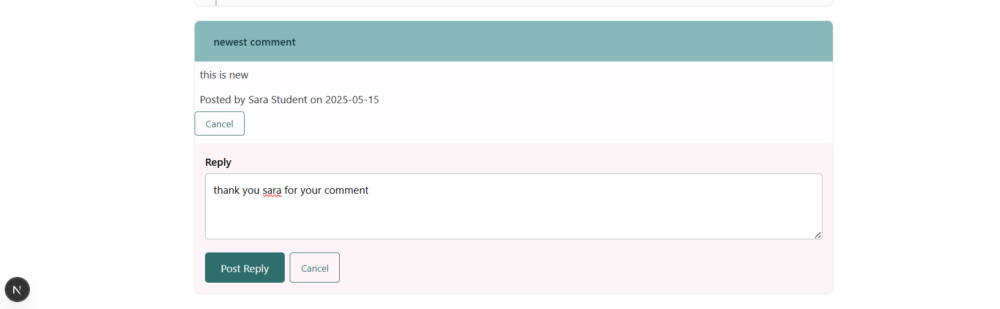 newest comment
this is new
Posted by Sara Student on 2025-05-15
Cancel
Reply
thank you sara for your comment
Post Reply
Cancel
N